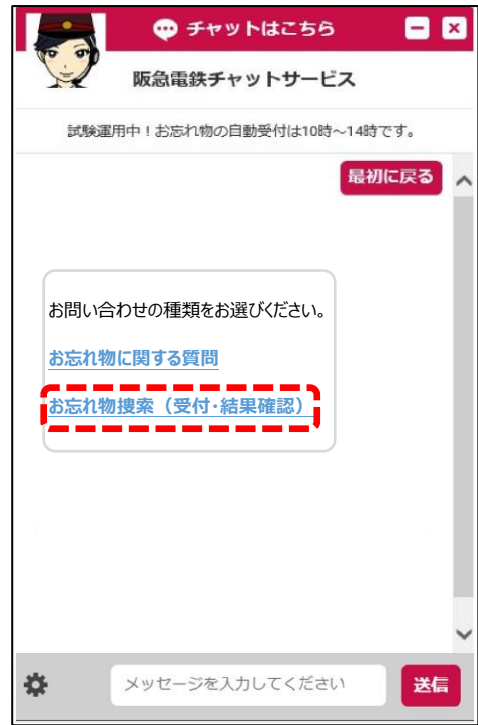 チャットはこちら
阪急電鉄チャットサービス
試験運用中！お忘れ物の自動受付は10時～14時です。
最初に戻る
お問い合わせの種類をお選びください。
お忘れ物に関する質問
お忘れ物捜索（受付・結果確認）
メッセージを入力してください
送信